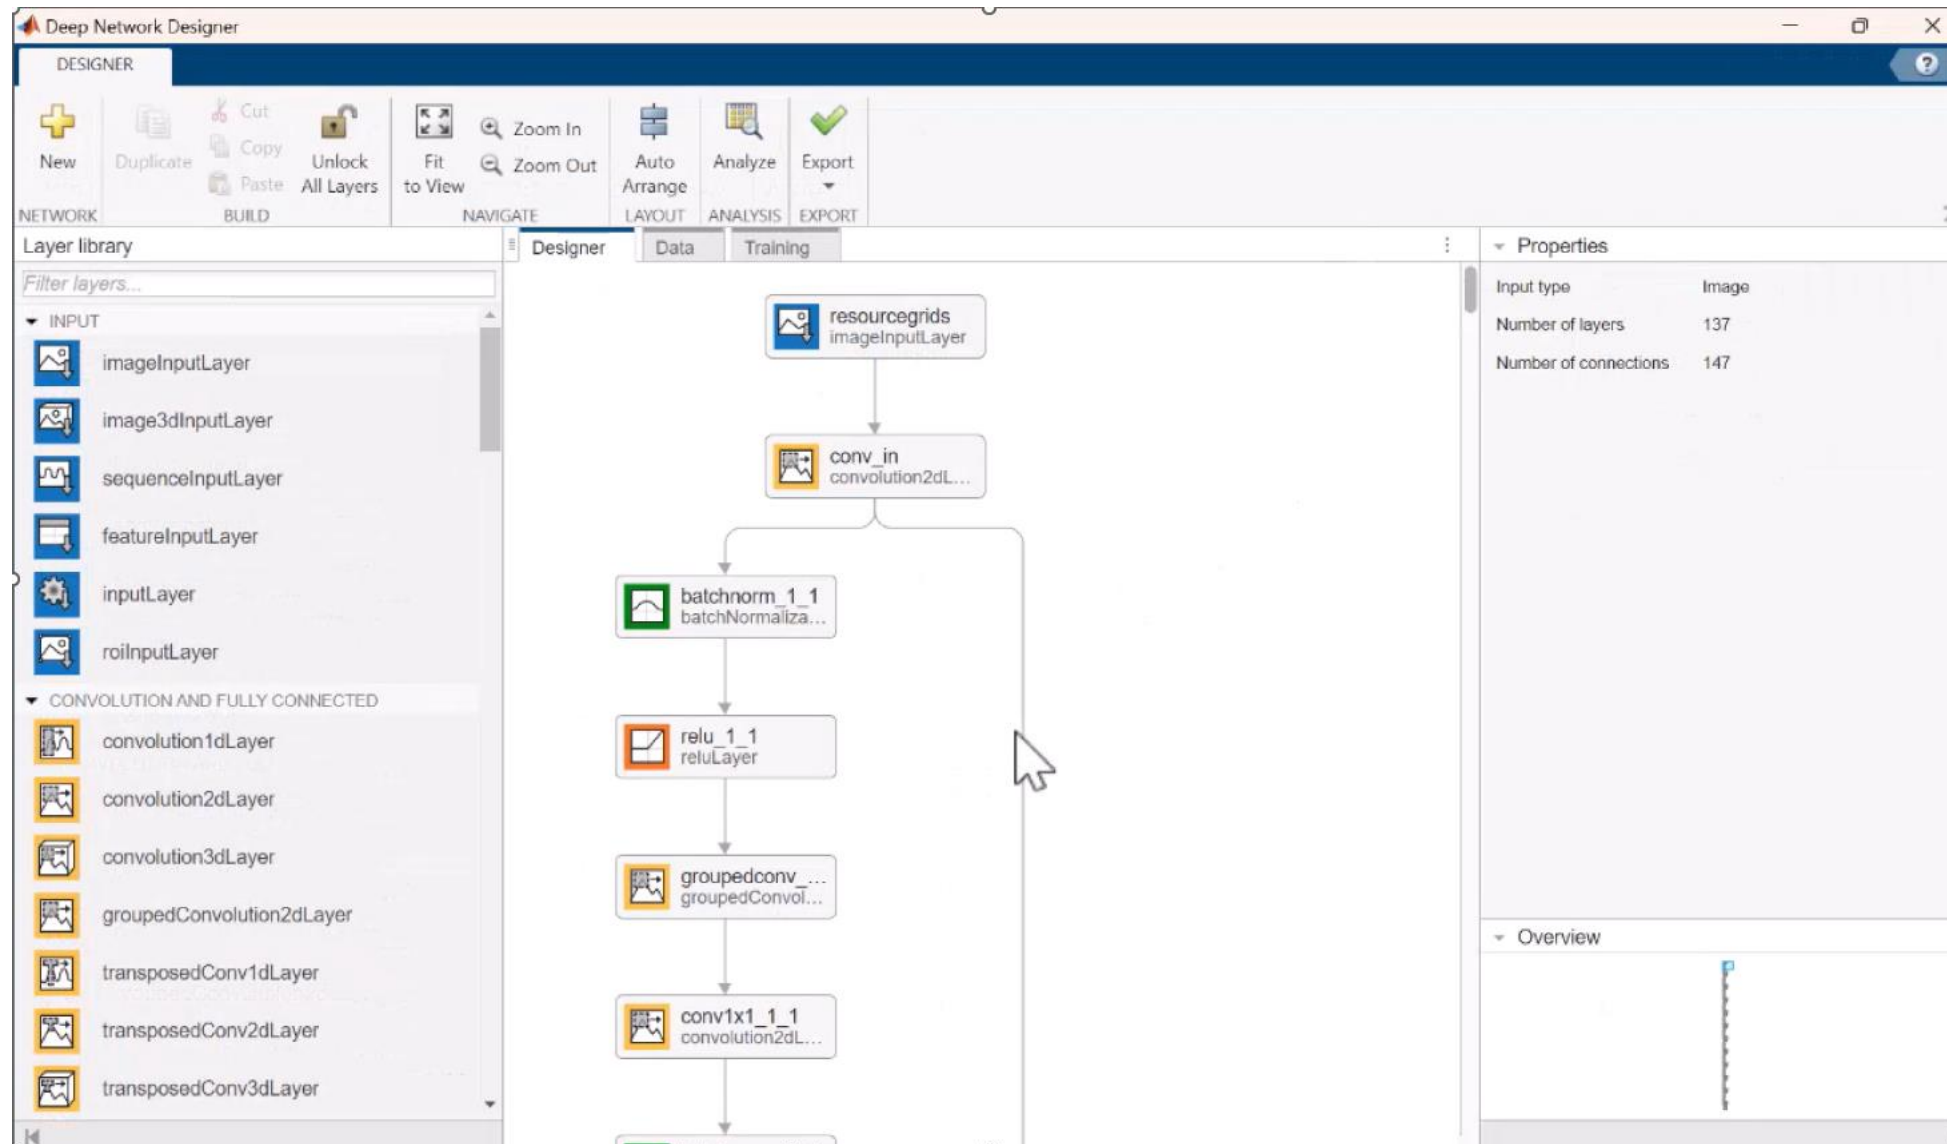 Deep Network Designer
DESIGNER
New
Duplicate
Cut
Copy
Paste
Unlock
All Layers
Fit
to View
Zoom In
Zoom Out
Auto
Arrange
Analyze
Export
NETWORK
BUILD
NAVIGATE
LAYOUT
ANALYSIS
EXPORT
Layer library
Filter layers...
INPUT
imageInputLayer
image3dInputLayer
sequenceInputLayer
featureInputLayer
inputLayer
roiInputLayer
CONVOLUTION AND FULLY CONNECTED
convolution1dLayer
convolution2dLayer
convolution3dLayer
groupedConvolution2dLayer
transposedConv1dLayer
transposedConv2dLayer
transposedConv3dLayer
Designer
Data
Training
resourcegrids
imageInputLayer
conv_in
convolution2dL...
batchnorm_1_1
batchNormaliza...
relu_1_1
reluLayer
groupedconv_...
groupedConvol...
conv1x1_1_1
convolution2dL...
Properties
Input type Image
Number of layers 137
Number of connections 147
Overview